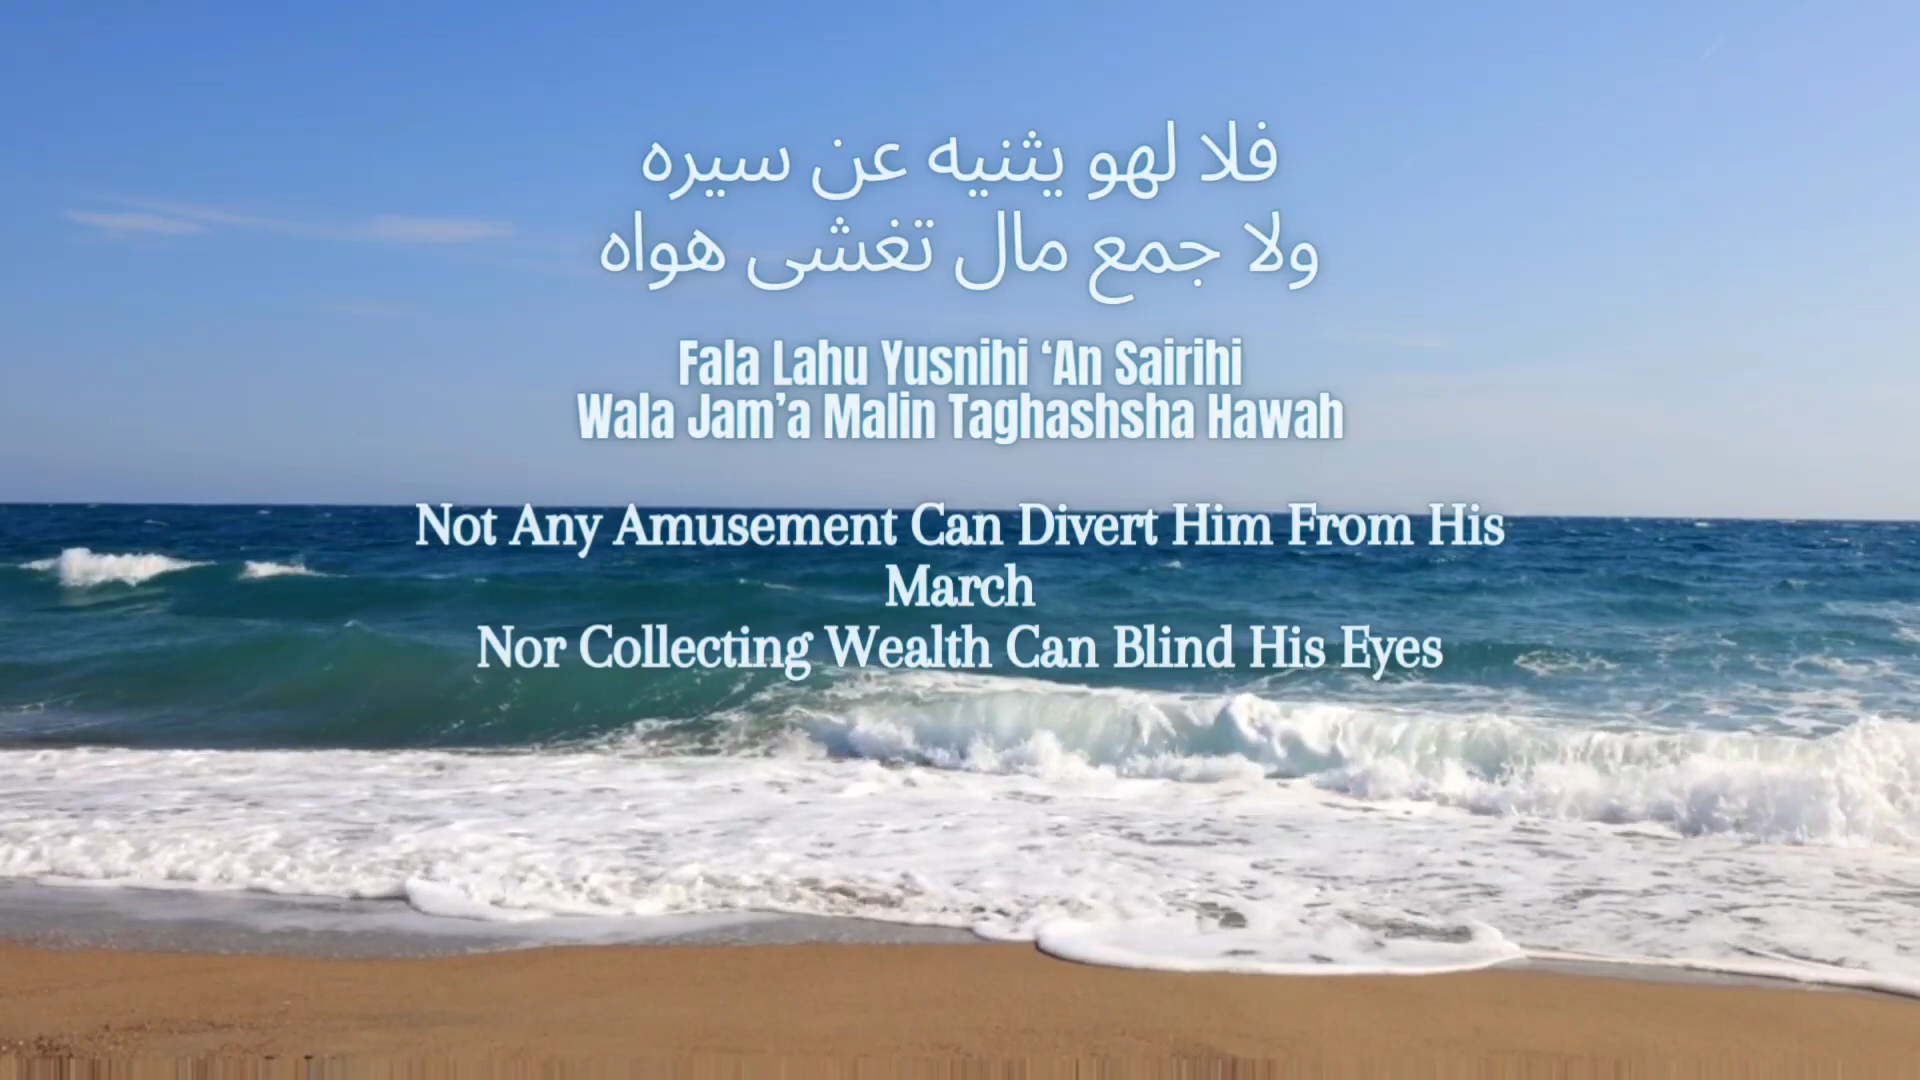 فلا لهو يثنيه عن سيره
ولا جمع مال تغشى هواه
Fala Lahu Yusnihi ‘An Sairihi
Wala Jam’a Malin Taghashsha Hawah
Not Any Amusement Can Divert Him From His
March
Nor Collecting Wealth Can Blind His Eyes